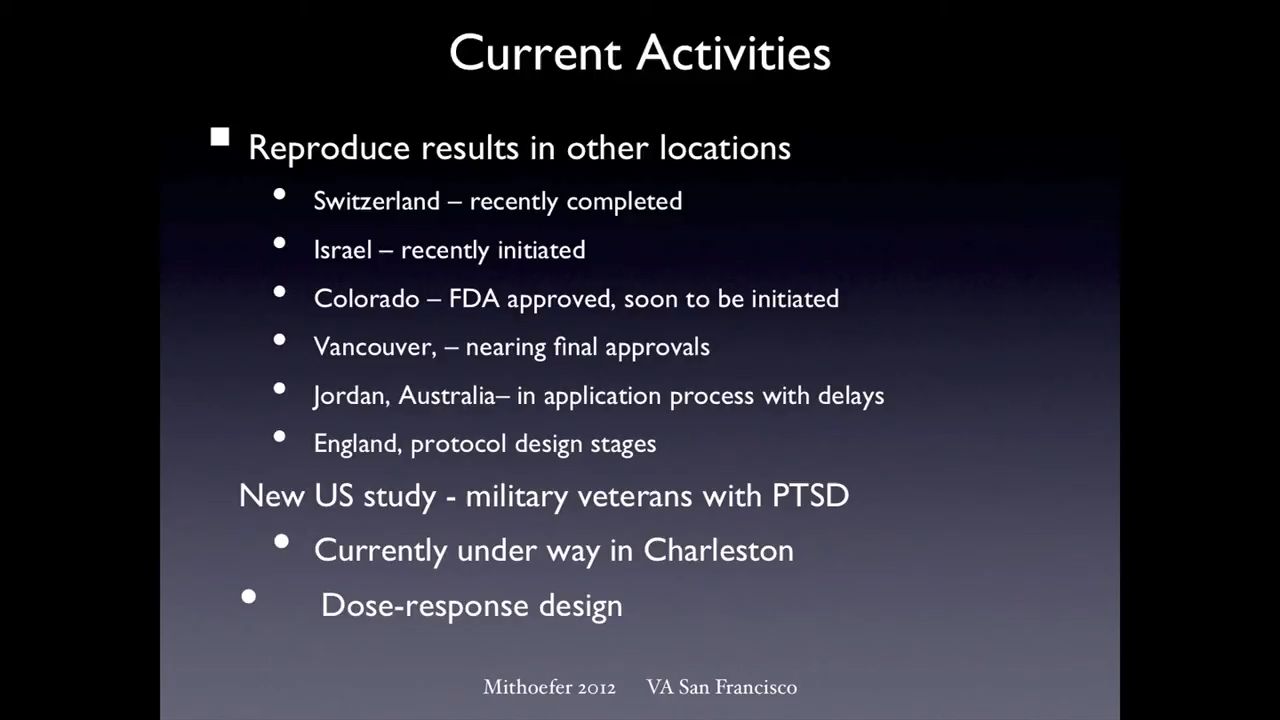 Current Activities
Reproduce results in other locations
• Switzerland – recently completed
• Israel – recently initiated
• Colorado – FDA approved, soon to be initiated
• Vancouver, – nearing final approvals
• Jordan, Australia– in application process with delays
• England, protocol design stages
New US study - military veterans with PTSD
• Currently under way in Charleston
• Dose-response design
Mithoefer 2012 VA San Francisco